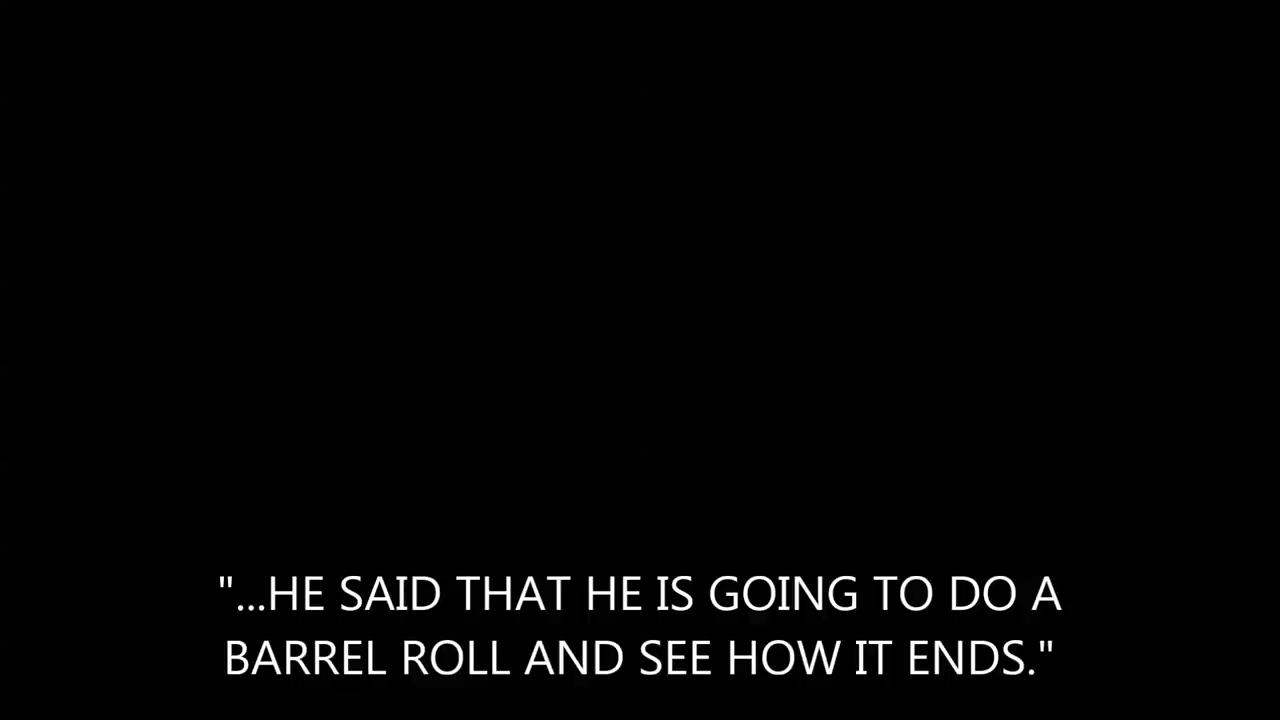 "...HE SAID THAT HE IS GOING TO DO A
BARREL ROLL AND SEE HOW IT ENDS."